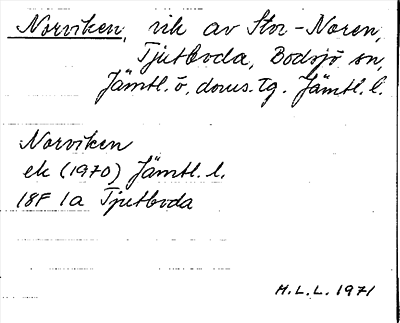 Norviken, vik av Stor-Noren,
Tjutboda, Bodsjö sn,
Jämtl. ö. doms. tg. Jämtl. l.
Norviken
ek (1970) Jämtl. l.
18F 1a Tjutboda
H.L.L. 1971